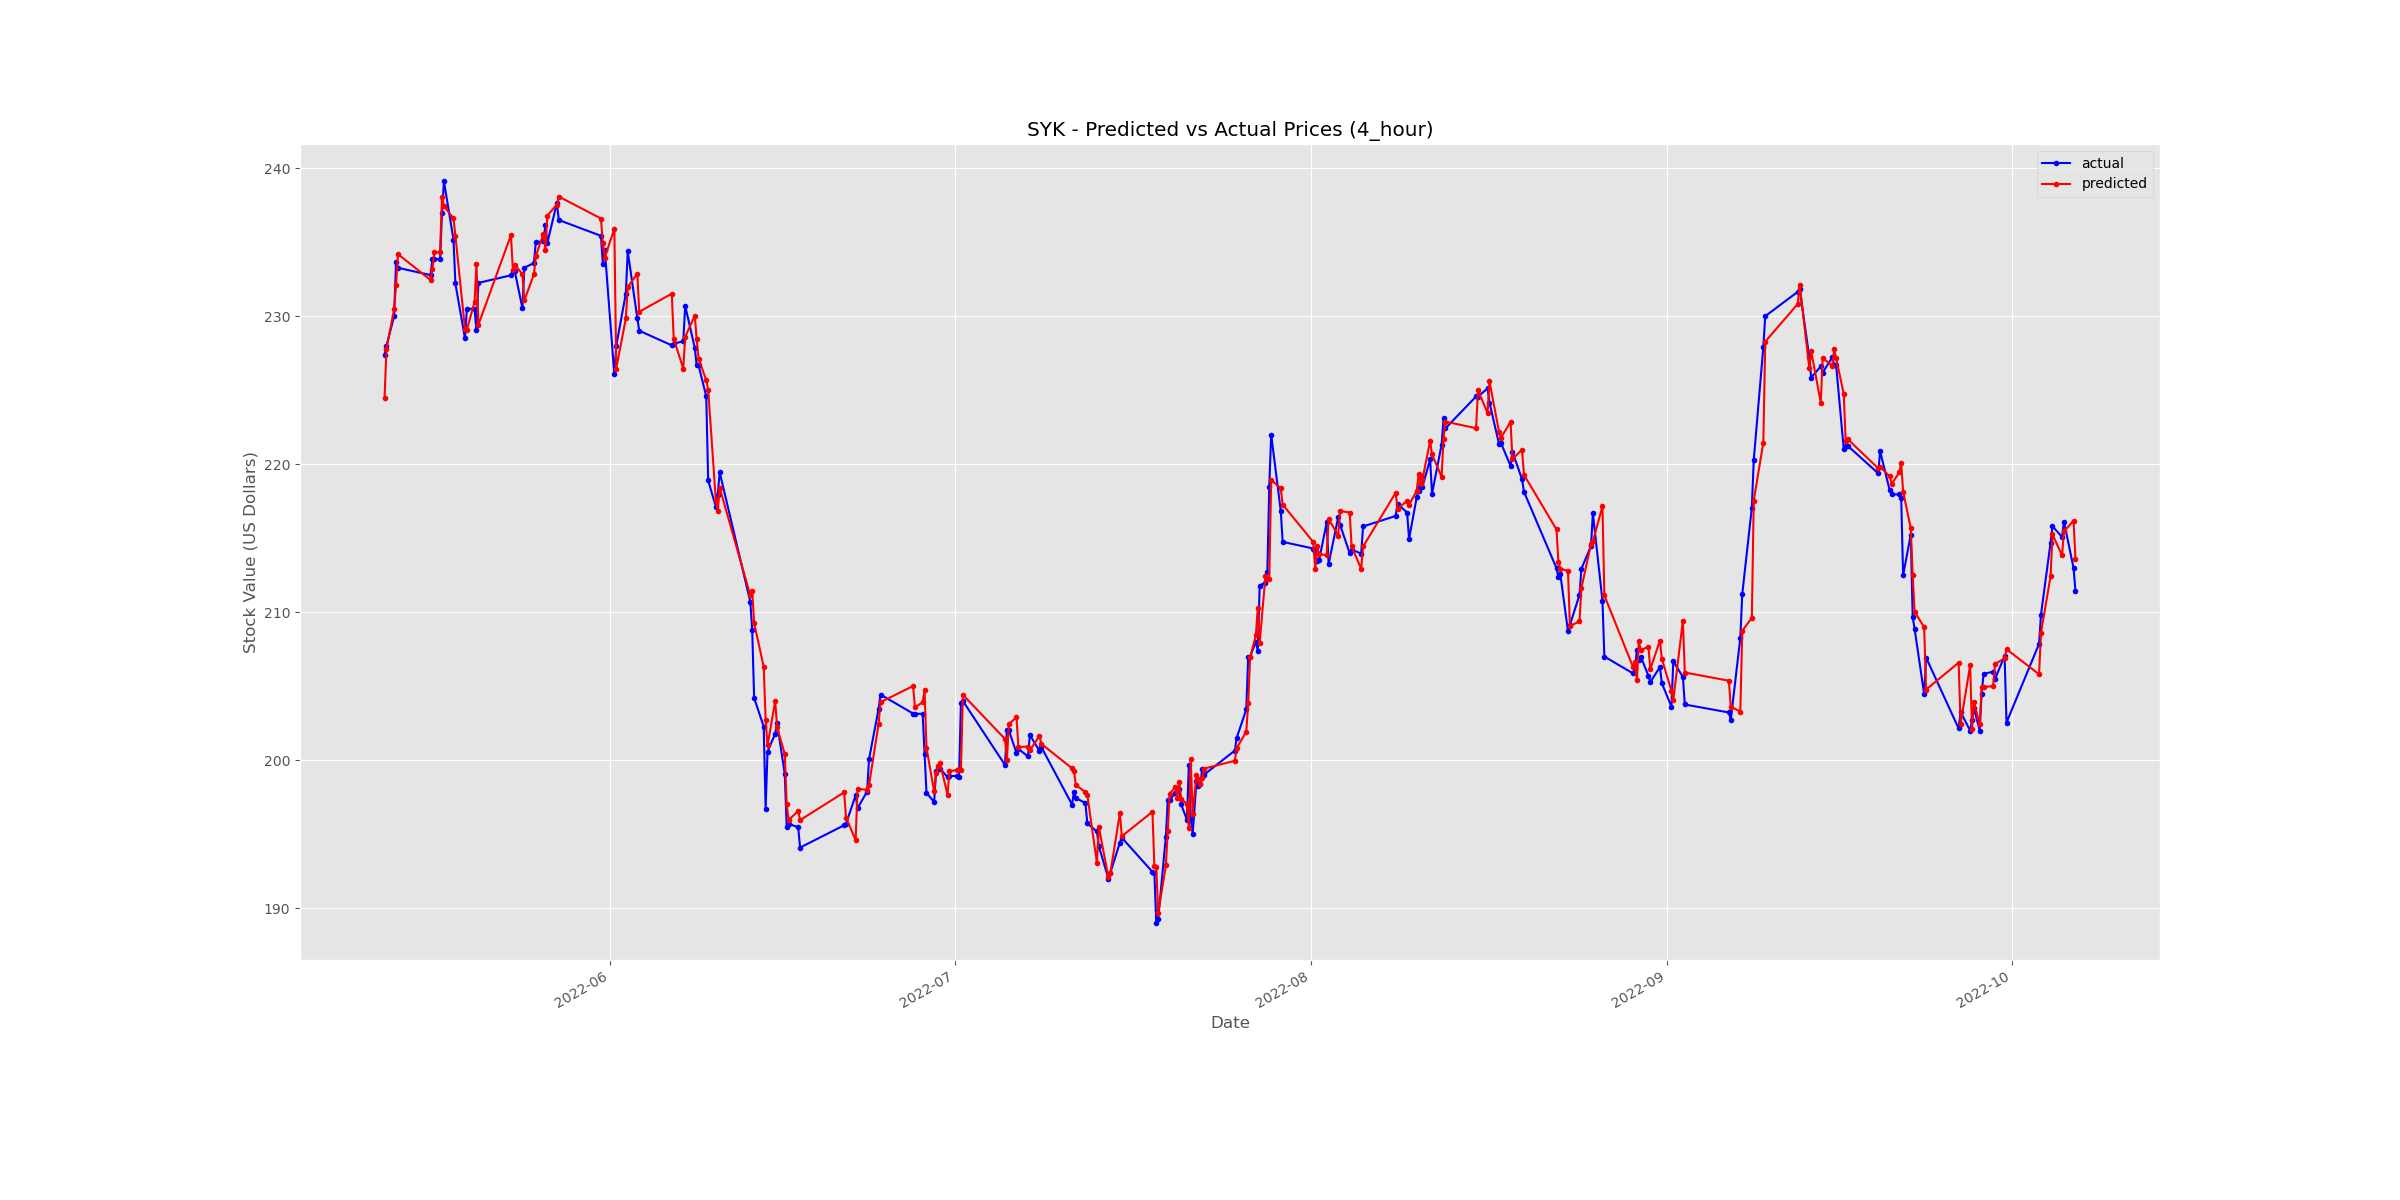 SYK - Predicted vs Actual Prices (4_hour)
actual
predicted
240
230
220
210
200
190
Stock Value (US Dollars)
2022-06
2022-07
2022-08
2022-09
2022-10
Date